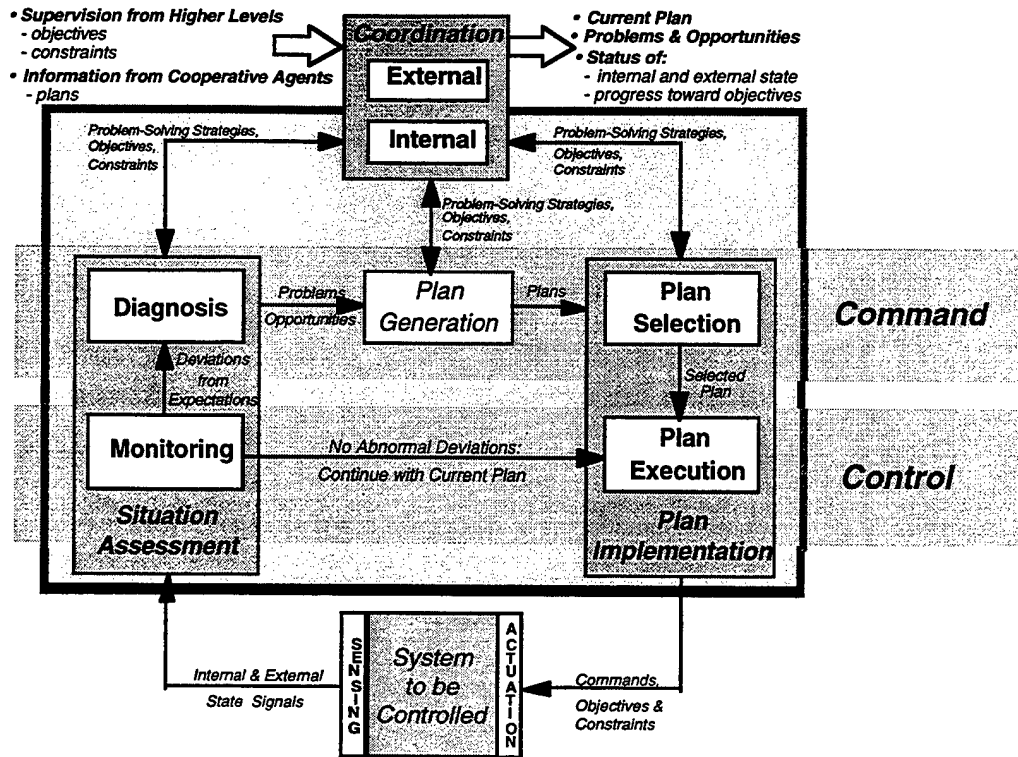 • Supervision from Higher Levels
- objectives
- constraints
• Information from Cooperative Agents
- plans
Coordination
External
Internal
• Current Plan
• Problems & Opportunities
• Status of:
- internal and external state
- progress toward objectives
Problem-Solving Strategies,
Objectives,
Constraints
Problem-Solving Strategies,
Objectives,
Constraints
Problem-Solving Strategies,
Objectives,
Constraints
Diagnosis
Problems
Opportunities
Plan
Generation
Plans
Plan
Selection
Command
Deviations
from
Expectations
Selected
Plan
Monitoring
No Abnormal Deviations:
Continue with Current Plan
Plan
Execution
Control
Situation
Assessment
Plan
Implementation
Internal & External
State Signals
SENSING
System
to be
Controlled
ACTUATION
Commands,
Objectives &
Constraints